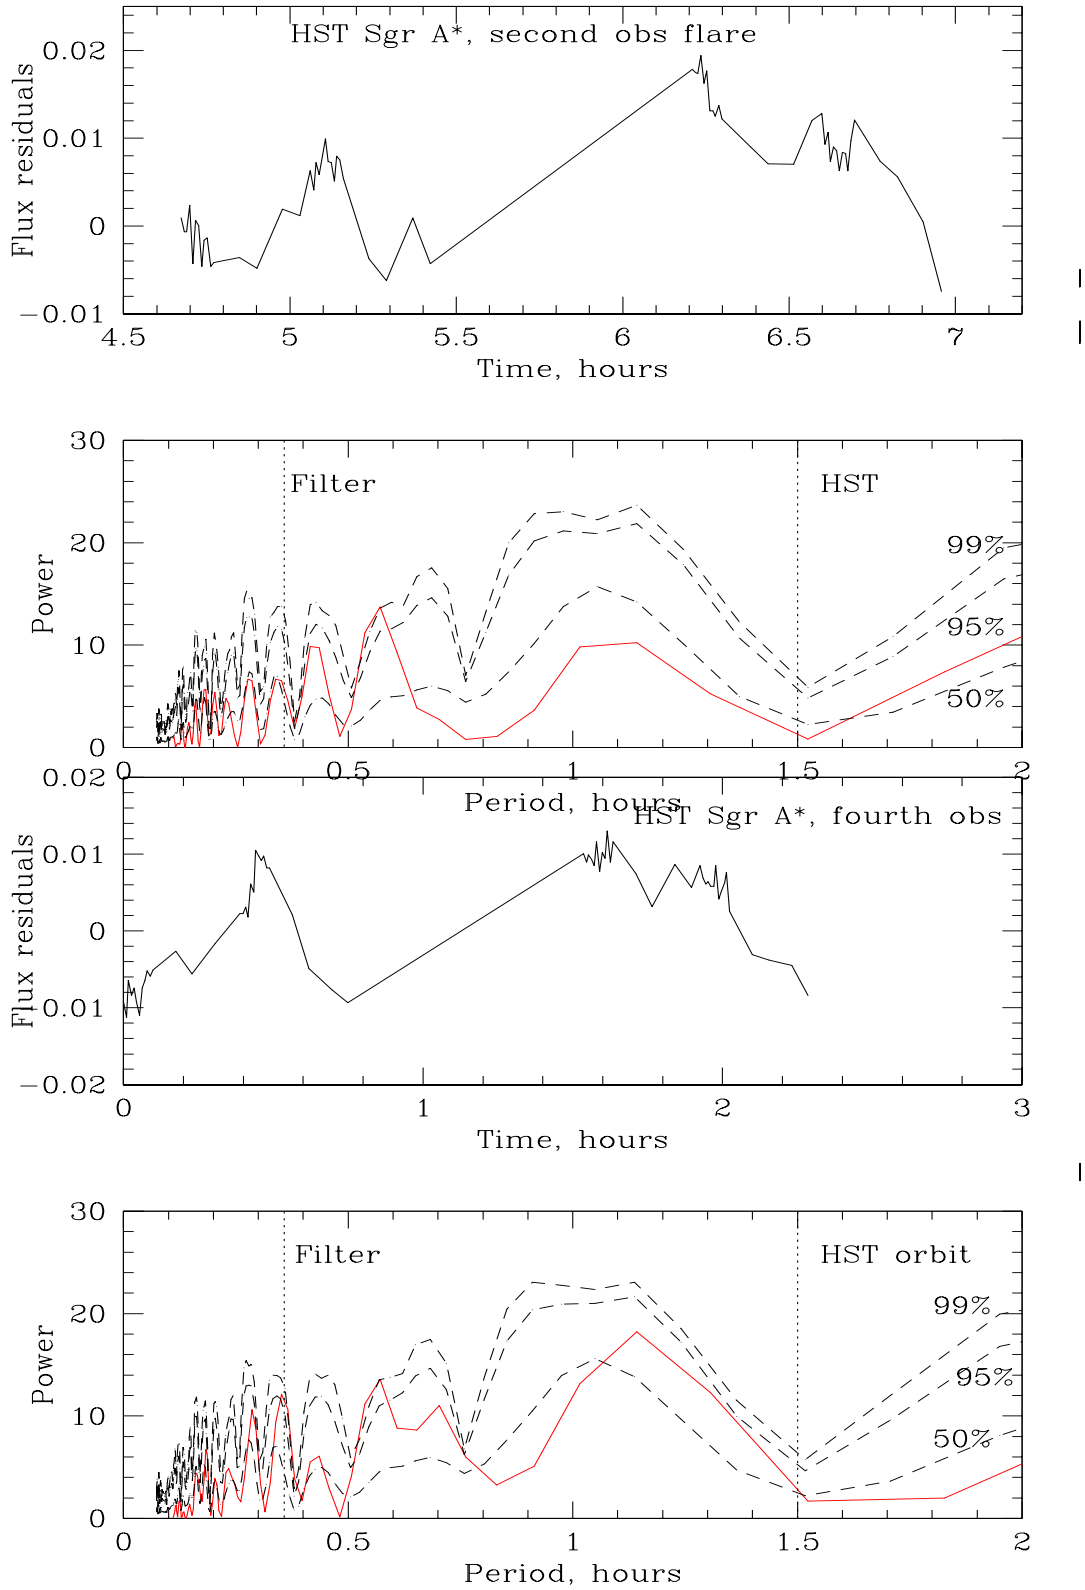 HST Sgr A*, second obs flare
0.02
0.01
0
−0.01
Flux residuals
4.5 5 5.5 6 6.5 7
Time, hours
30
20
10
0
Power
Filter
HST
99%
95%
50%
0 0.5 1 1.5 2
Period, hours
HST Sgr A*, fourth obs
0.02
0.01
0
−0.01
−0.02
Flux residuals
0 1 2 3
Time, hours
30
20
10
0
Power
Filter
HST orbit
99%
95%
50%
0 0.5 1 1.5 2
Period, hours